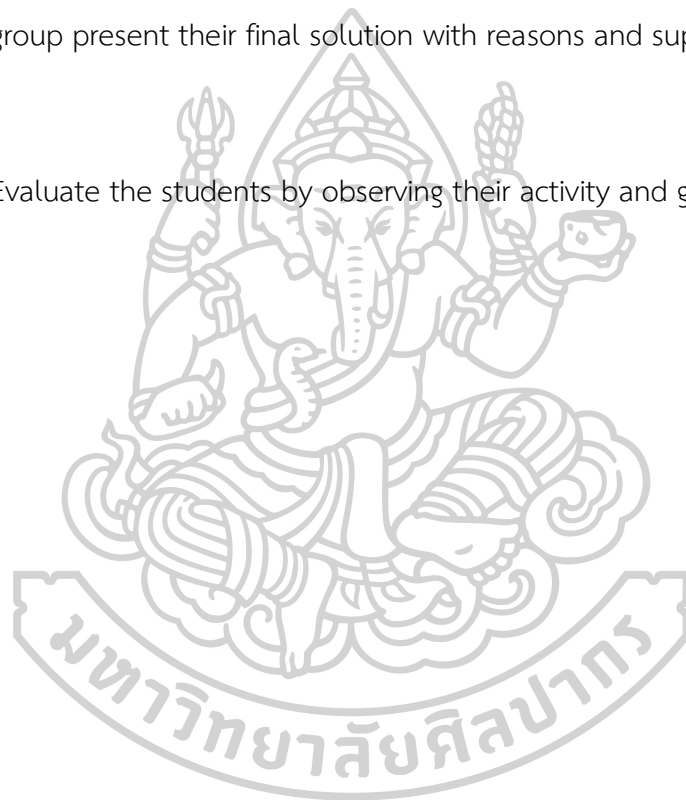 group present their final solution with reasons and sup
Evaluate the students by observing their activity and g
มหาวิทยาลัยศิลปากร